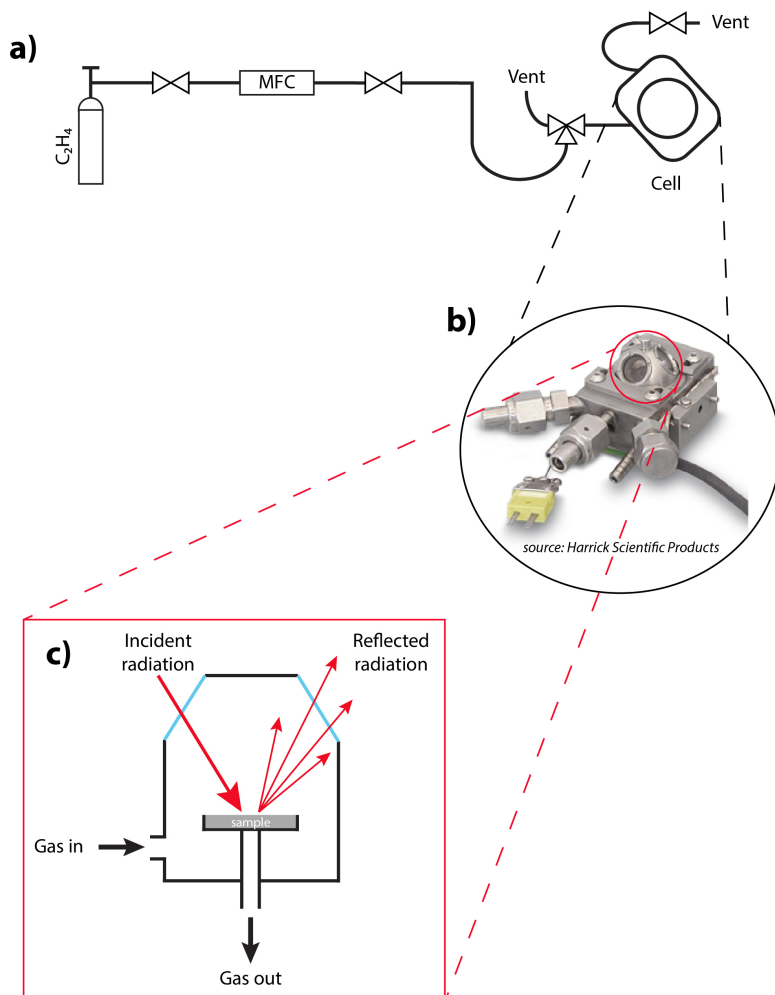 a)
Vent
MFC
Vent
C₂H₄
Cell
b)
source: Harrick Scientific Products
c)
Incident
radiation
Reflected
radiation
sample
Gas in
Gas out